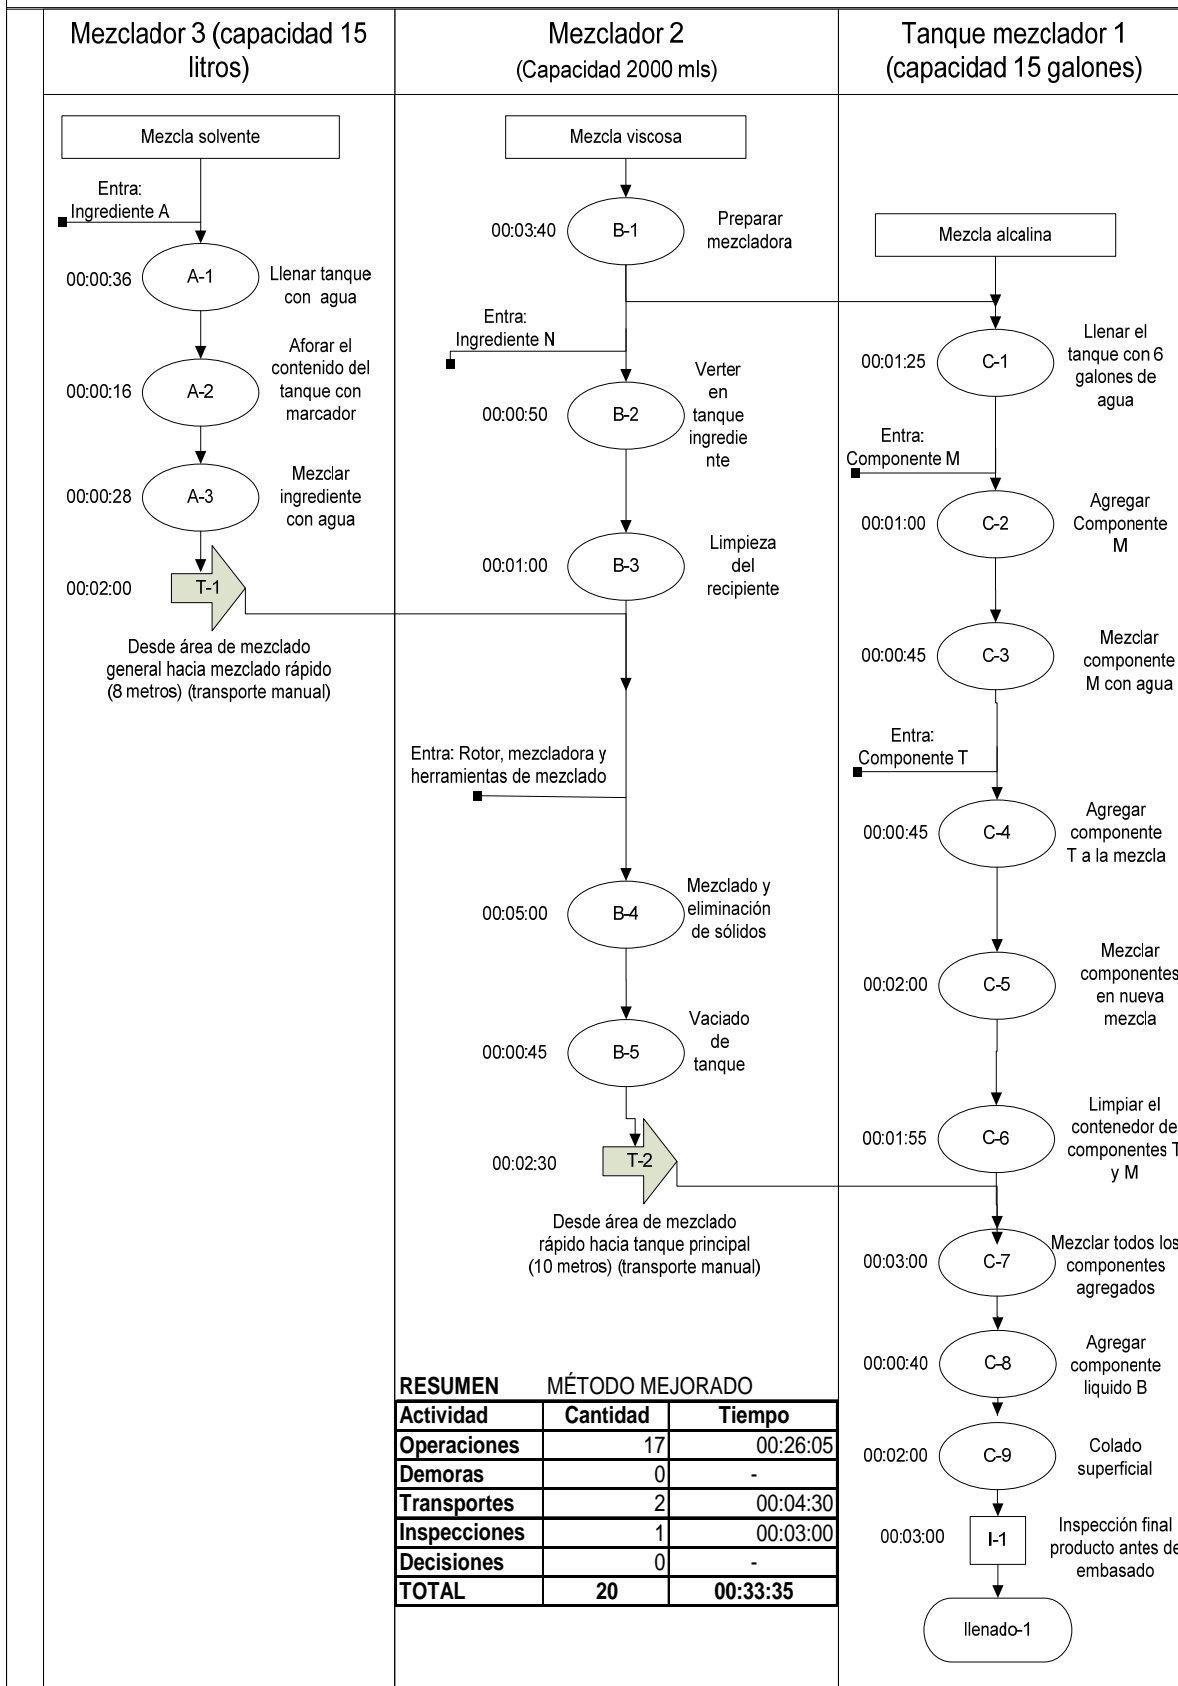 Mezclador 3 (capacidad 15
litros)
Mezclador 2
(Capacidad 2000 mls)
Tanque mezclador 1
(capacidad 15 galones)
Mezcla solvente
Entra:
Ingrediente A
00:00:36
A-1
Llenar tanque
con agua
00:00:16
A-2
Aforar el
contenido del
tanque con
marcador
00:00:28
A-3
Mezclar
ingrediente
con agua
00:02:00
T-1
Desde área de mezclado
general hacia mezclado rápido
(8 metros) (transporte manual)
Mezcla viscosa
00:03:40
B-1
Preparar
mezcladora
Entra:
Ingrediente N
00:00:50
B-2
Verter
en
tanque
ingredie
nte
00:01:00
B-3
Limpieza
del
recipiente
Entra: Rotor, mezcladora y
herramientas de mezclado
00:05:00
B-4
Mezclado y
eliminación
de sólidos
00:00:45
B-5
Vaciado
de
tanque
00:02:30
T-2
Desde área de mezclado
rápido hacia tanque principal
(10 metros) (transporte manual)
Mezcla alcalina
00:01:25
C-1
Llenar el
tanque con 6
galones de
agua
Entra:
Componente M
00:01:00
C-2
Agregar
Componente
M
00:00:45
C-3
Mezclar
componente
M con agua
Entra:
Componente T
00:00:45
C-4
Agregar
componente
T a la mezcla
00:02:00
C-5
Mezclar
componentes
en nueva
mezcla
00:01:55
C-6
Limpiar el
contenedor de
componentes T
y M
00:03:00
C-7
Mezclar todos los
componentes
agregados
00:00:40
C-8
Agregar
componente
liquido B
00:02:00
C-9
Colado
superficial
00:03:00
I-1
Inspección final
producto antes de
embasado
llenado-1
RESUMEN MÉTODO MEJORADO
Actividad Cantidad Tiempo
Operaciones 17 00:26:05
Demoras 0 -
Transportes 2 00:04:30
Inspecciones 1 00:03:00
Decisiones 0 -
TOTAL 20 00:33:35